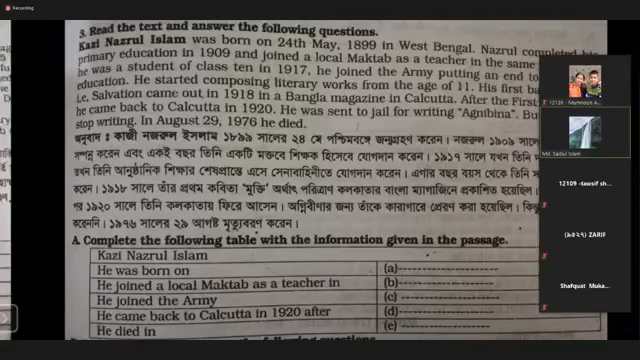 Recording
3. Read the text and answer the following questions.
Kazi Nazrul Islam was born on 24th May, 1899 in West Bengal. Nazrul completed his
primary education in 1909 and joined a local Maktab as a teacher in the same
he was a student of class ten in 1917, he joined the Army putting an end to
education. He started composing literary works from the age of 11. His first
i.e, Salvation came out in 1918 in a Bangla magazine in Calcutta. After the First
he came back to Calcutta in 1920. He was sent to jail for writing "Agnibina". Bu
stop writing. In August 29, 1976 he died.
অনুবাদ : কাজী নজরুল ইসলাম ১৮৯৯ সালের ২৪ মে পশ্চিমবঙ্গে জন্মগ্রহণ করেন। নজরুল ১৯০৯ সালে
সম্পন্ন করেন এবং একই বছর তিনি একটি মক্তবে শিক্ষক হিসেবে যোগদান করেন। ১৯১৭ সালে যখন তিনি
তখন তিনি আনুষ্ঠানিক শিক্ষার শেষপ্রান্তে এসে সেনাবাহিনীতে যোগদান করেন। এগার বছর বয়স থেকে তিনি
করেন। ১৯১৮ সালে তাঁর প্রথম কবিতা 'মুক্তি' অর্থাৎ পরিত্রাণ কলকাতার বাংলা ম্যাগাজিনে প্রকাশিত হয়েছিল।
পর ১৯২০ সালে তিনি কলকাতায় ফিরে আসেন। অগ্নিবীণার জন্য তাঁকে কারাগারে প্রেরণ করা হয়েছিল।
করেননি। ১৯৭৬ সালের ২৯ আগষ্ট মৃত্যুবরণ করেন।
A. Complete the following table with the information given in the passage.
Kazi Nazrul Islam
He was born on (a)
He joined a local Maktab as a teacher in (b)
He joined the Army (c)
He came back to Calcutta in 1920 after (d)
He died in (e)
Md. Sadiul Islam
12109 -tawsif sh...
(১৫২৭) ZARIF
Shafquat Muka...